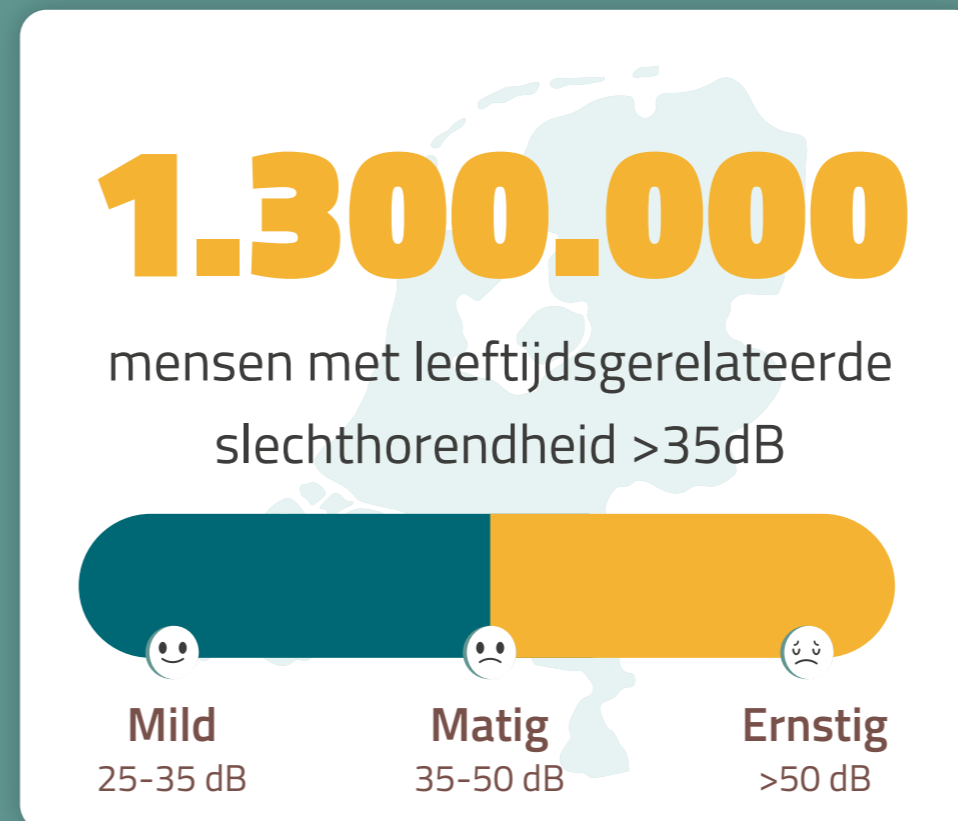 1.300.000
mensen met leeftijdsgerelateerde
slechthorendheid >35dB
Mild
25-35 dB
Matig
35-50 dB
Ernstig
>50 dB